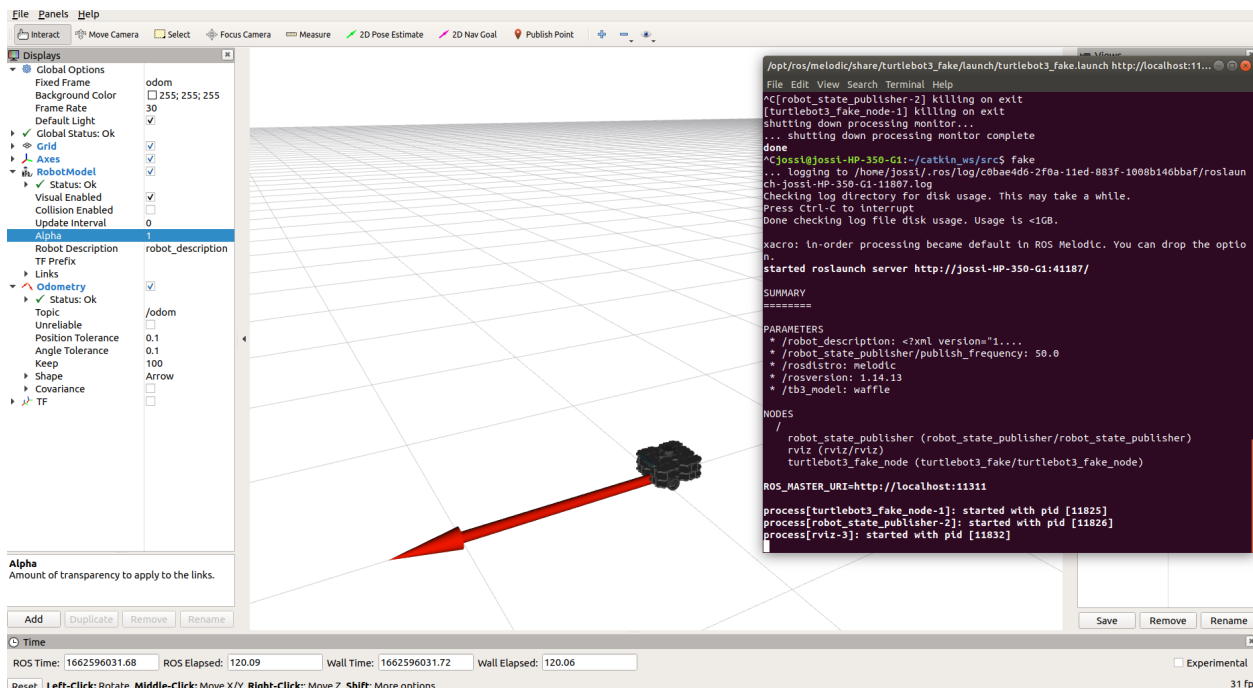 File Panels Help
Interact Move Camera Select Focus Camera Measure 2D Pose Estimate 2D Nav Goal Publish Point
Displays
Global Options
Fixed Frame odom
Background Color 255; 255; 255
Frame Rate 30
Default Light
Global Status: Ok
Grid
Axes
RobotModel
Status: Ok
Visual Enabled
Collision Enabled
Update Interval 0
Alpha 1
Robot Description robot_description
TF Prefix
Links
Odometry
Status: Ok
Topic /odom
Unreliable
Position Tolerance 0.1
Angle Tolerance 0.1
Keep 100
Shape Arrow
Covariance
TF
Alpha
Amount of transparency to apply to the links.
Add Duplicate Remove Rename
Views
/opt/ros/melodic/share/turtlebot3_fake/launch/turtlebot3_fake.launch http://localhost:11...
File Edit View Search Terminal Help
^C[robot_state_publisher-2] killing on exit
[turtlebot3_fake_node-1] killing on exit
shutting down processing monitor...
... shutting down processing monitor complete
done
^Cjossi@jossi-HP-350-G1:~/catkin_ws/src$ fake
... logging to /home/jossi/.ros/log/c0bae4d6-2f0a-11ed-883f-1008b146bbaf/roslaun
ch-jossi-HP-350-G1-11807.log
Checking log directory for disk usage. This may take a while.
Press Ctrl-C to interrupt
Done checking log file disk usage. Usage is <1GB.
xacro: in-order processing became default in ROS Melodic. You can drop the optio
n.
started roslaunch server http://jossi-HP-350-G1:41187/
SUMMARY
========
PARAMETERS
* /robot_description: <?xml version="1....
* /robot_state_publisher/publish_frequency: 50.0
* /rosdistro: melodic
* /rosversion: 1.14.13
* /tb3_model: waffle
NODES
/
robot_state_publisher (robot_state_publisher/robot_state_publisher)
rviz (rviz/rviz)
turtlebot3_fake_node (turtlebot3_fake/turtlebot3_fake_node)
ROS_MASTER_URI=http://localhost:11311
process[turtlebot3_fake_node-1]: started with pid [11825]
process[robot_state_publisher-2]: started with pid [11826]
process[rviz-3]: started with pid [11832]
Save Remove Rename
Time
ROS Time: 1662596031.68 ROS Elapsed: 120.09 Wall Time: 1662596031.72 Wall Elapsed: 120.06 Experimental
Reset Left-Click: Rotate. Middle-Click: Move X/Y. Right-Click:: Move Z. Shift: More options. 31 fp